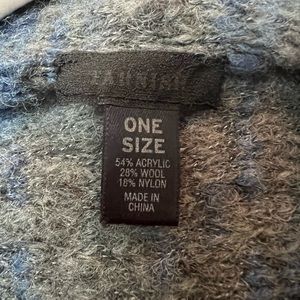 ONE
SIZE
54% ACRYLIC
28% WOOL
18% NYLON
MADE IN
CHINA